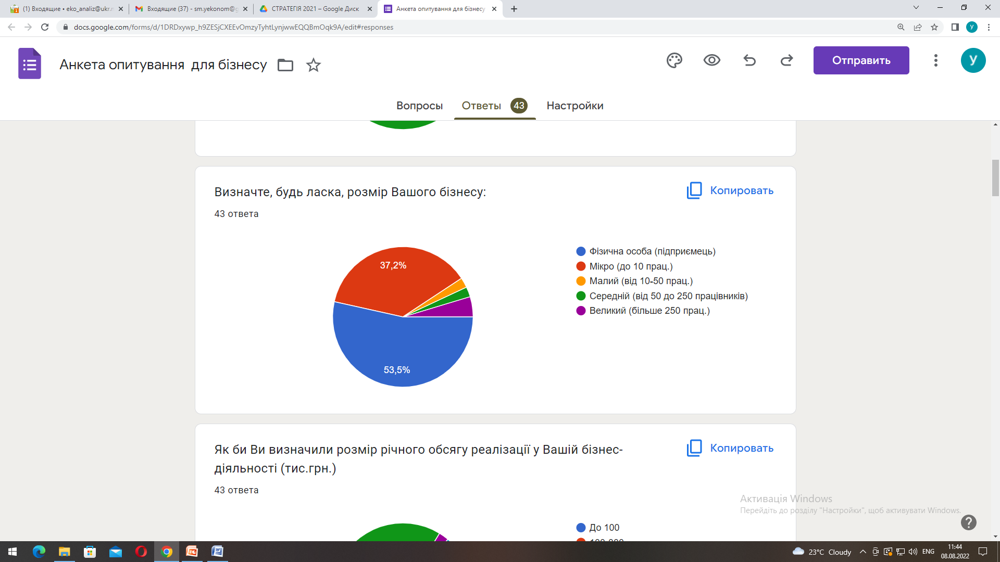 (1) Входящие • eko_analiz@ukr.n
Входящие (37) - sm.yekonom@g
СТРАТЕГІЯ 2021 – Google Диск
Анкета опитування для бізнесу
docs.google.com/forms/d/1DRDxywp_h9ZESjCXEEvOmzyTyhtLynjwwEQQBmOqk9A/edit#responses
У
Анкета опитування для бізнесу
Отправить
У
Вопросы
Ответы 43
Настройки
Визначте, будь ласка, розмір Вашого бізнесу:
Копировать
43 ответа
37,2%
53,5%
Фізична особа (підприємець)
Мікро (до 10 прац.)
Малий (від 10-50 прац.)
Середній (від 50 до 250 працівників)
Великий (більше 250 прац.)
Як би Ви визначили розмір річного обсягу реалізації у Вашій бізнес-
діяльності (тис.грн.)
Копировать
43 ответа
До 100
Активація Windows
Перейдіть до розділу "Настройки", щоб активувати Windows.
23°C Cloudy
ENG
11:44
08.08.2022